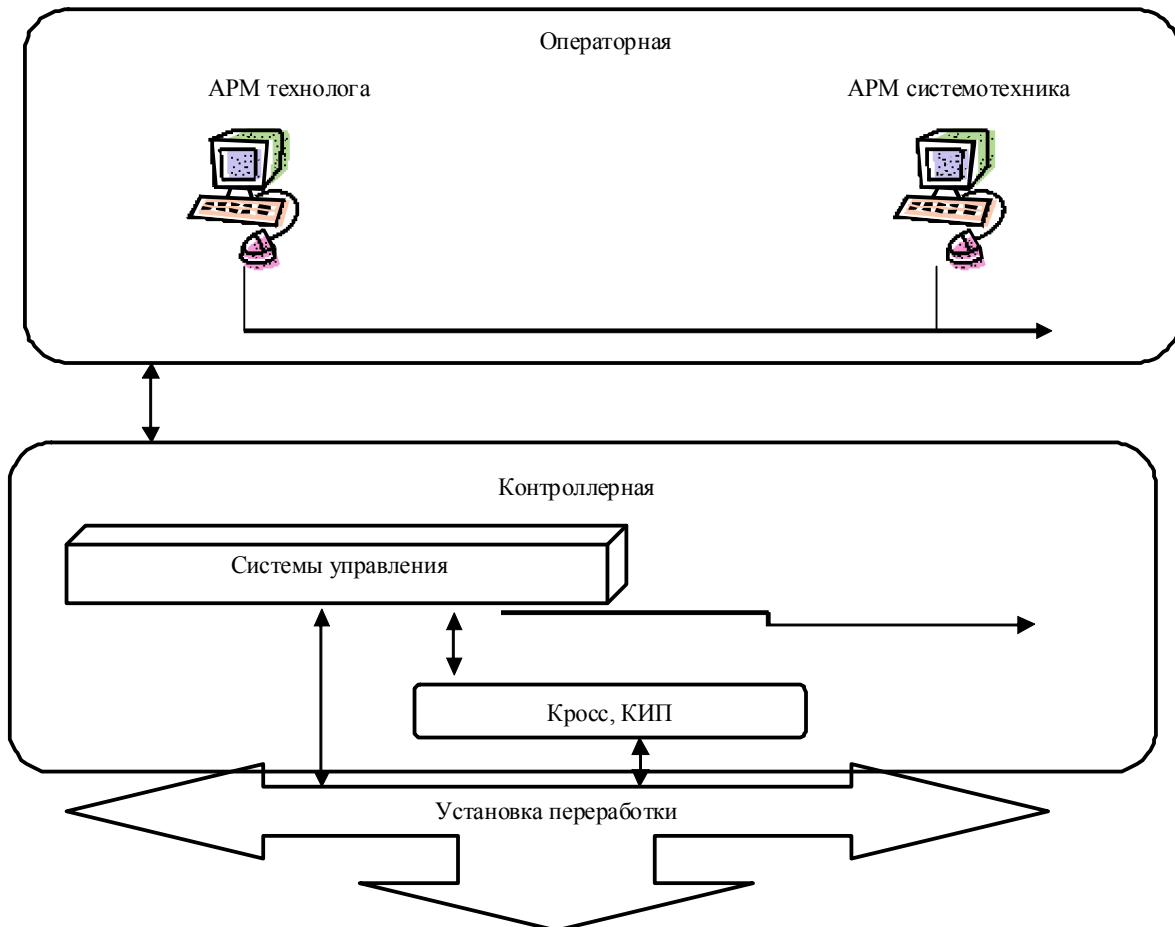 Операторная
АРМ технолога
АРМ системотехника
Контроллерная
Системы управления
Кросс, КИП
Установка переработки